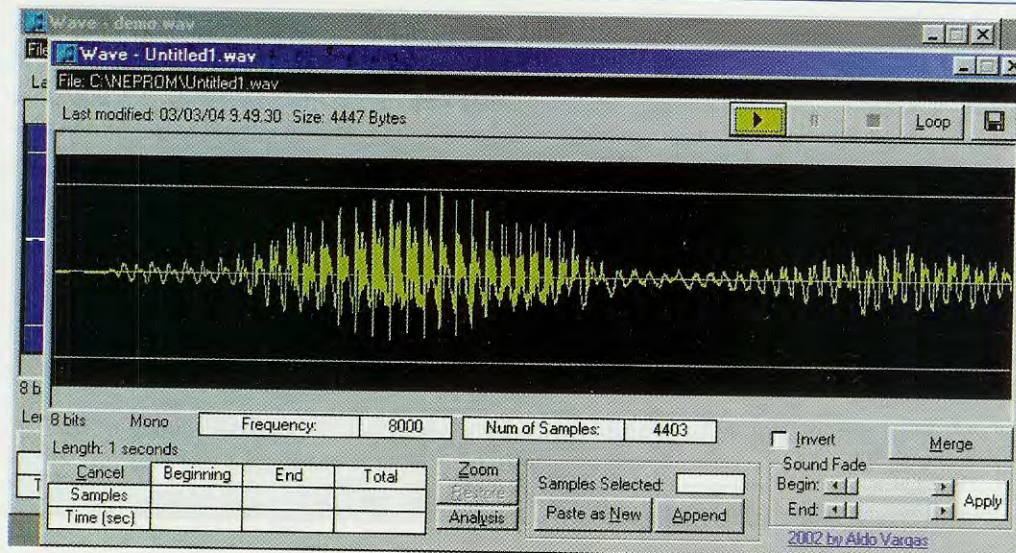 Wave - demo.wav
File
Wave - Untitled1.wav
File: C:\NEPROM\Untitled1.wav
Last modified: 03/03/04 9.49.30 Size: 4447 Bytes
Loop
8 b
8 bits Mono Frequency: 8000 Num of Samples: 4403
Length: 1 seconds
Invert
Merge
Cancel Beginning End Total
Samples
Time (sec)
Zoom
Restore
Analysis
Samples Selected:
Paste as New Append
Sound Fade
Begin:
End:
Apply
2002 by Aldo Vargas